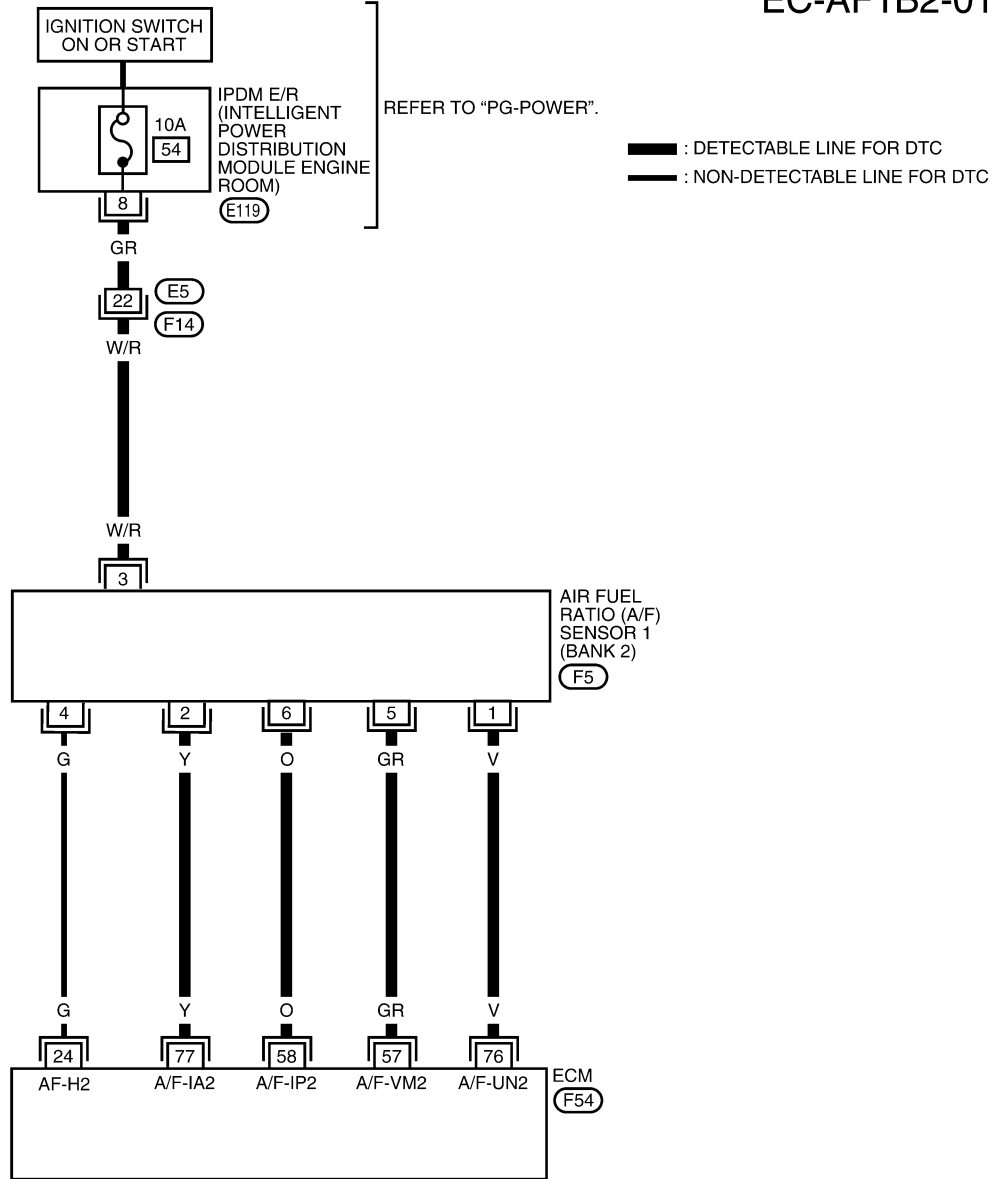 EC-AF1B2-01
IGNITION SWITCH
ON OR START
IPDM E/R
(INTELLIGENT
POWER
DISTRIBUTION
MODULE ENGINE
ROOM)
E119
10A
54
8
REFER TO “PG-POWER”.
: DETECTABLE LINE FOR DTC
: NON-DETECTABLE LINE FOR DTC
GR
22
E5
F14
W/R
W/R
3
AIR FUEL
RATIO (A/F)
SENSOR 1
(BANK 2)
F5
4 2 6 5 1
G Y O GR V
G Y O GR V
24 77 58 57 76
AF-H2 A/F-IA2 A/F-IP2 A/F-VM2 A/F-UN2
ECM
F54